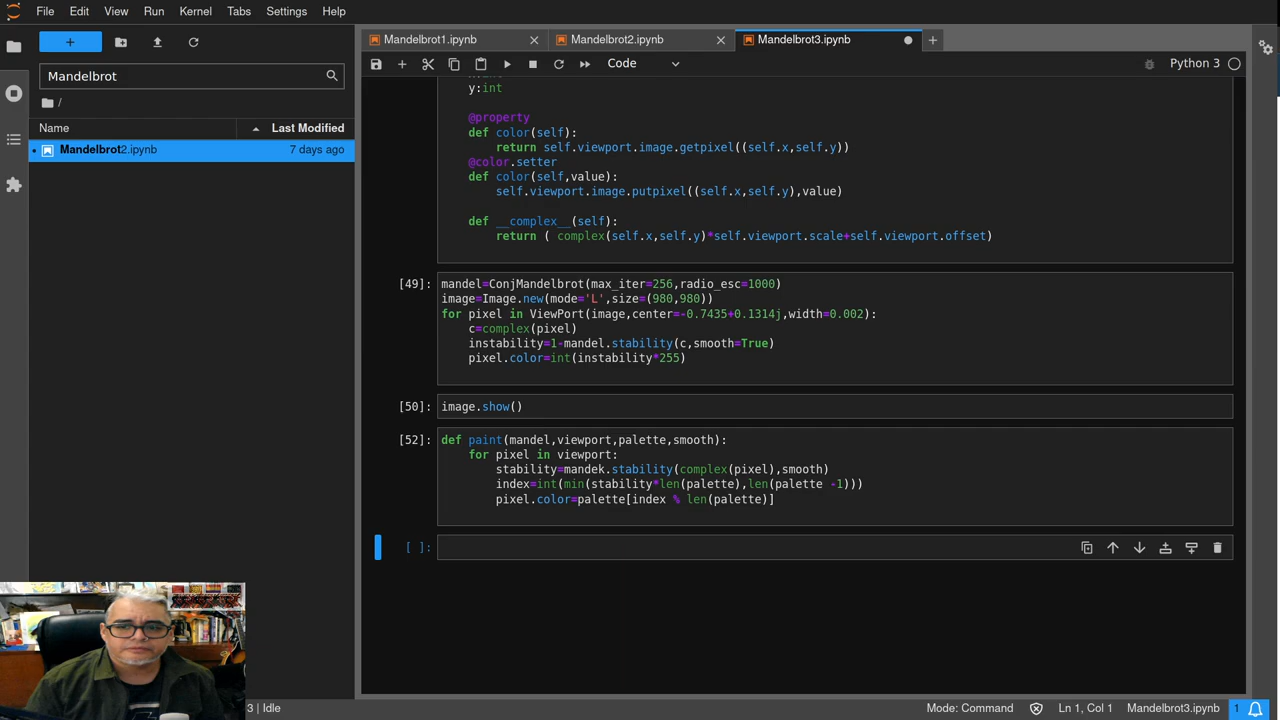 File Edit View Run Kernel Tabs Settings Help
Mandelbrot1.ipynb
Mandelbrot2.ipynb
Mandelbrot3.ipynb
Code
Python 3
Mandelbrot
/
Name Last Modified
Mandelbrot2.ipynb 7 days ago
y:int
@property
def color(self):
return self.viewport.image.getpixel((self.x,self.y))
@color.setter
def color(self,value):
self.viewport.image.putpixel((self.x,self.y),value)
def __complex__(self):
return ( complex(self.x,self.y)*self.viewport.scale+self.viewport.offset)
[49]: mandel=ConjMandelbrot(max_iter=256,radio_esc=1000)
image=Image.new(mode='L',size=(980,980))
for pixel in ViewPort(image,center=-0.7435+0.1314j,width=0.002):
c=complex(pixel)
instability=1-mandel.stability(c,smooth=True)
pixel.color=int(instability*255)
[50]: image.show()
[52]: def paint(mandel,viewport,palette,smooth):
for pixel in viewport:
stability=mandek.stability(complex(pixel),smooth)
index=int(min(stability*len(palette),len(palette -1)))
pixel.color=palette[index % len(palette)]
[ ]:
3 | Idle
Mode: Command
Ln 1, Col 1
Mandelbrot3.ipynb
1